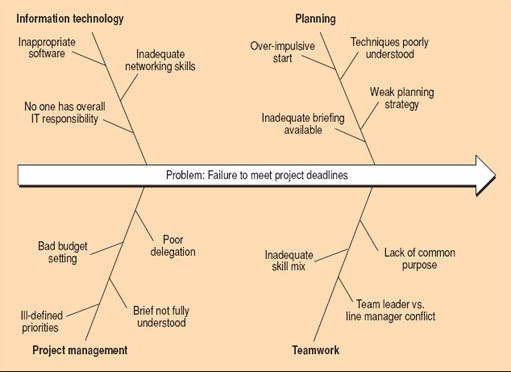 Information technology
Planning
Inappropriate
software
Inadequate
networking skills
No one has overall
IT responsibility
Over-impulsive
start
Techniques poorly
understood
Weak planning
strategy
Inadequate briefing
available
Problem: Failure to meet project deadlines
Bad budget
setting
Poor
delegation
Ill-defined
priorities
Brief not fully
understood
Inadequate
skill mix
Lack of common
purpose
Team leader vs.
line manager conflict
Project management
Teamwork